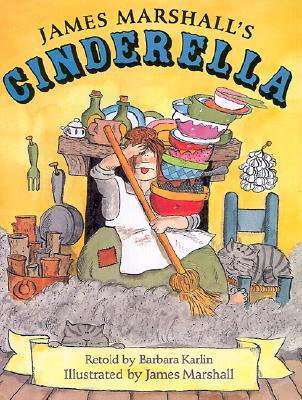 JAMES MARSHALL'S
CINDERELLA
Retold by Barbara Karlin
Illustrated by James Marshall